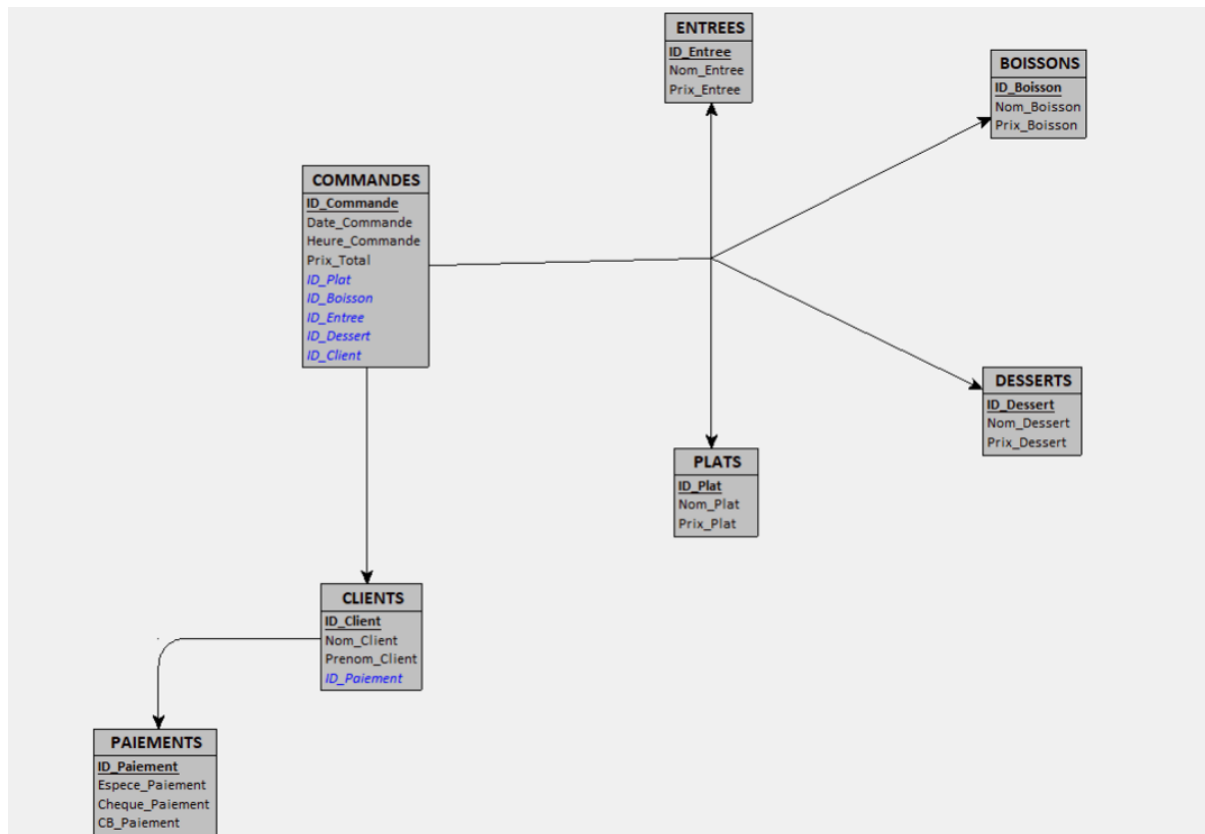 ENTREES
ID_Entree
Nom_Entree
Prix_Entree
BOISSONS
ID_Boisson
Nom_Boisson
Prix_Boisson
COMMANDES
ID_Commande
Date_Commande
Heure_Commande
Prix_Total
ID_Plat
ID_Boisson
ID_Entree
ID_Dessert
ID_Client
DESSERTS
ID_Dessert
Nom_Dessert
Prix_Dessert
PLATS
ID_Plat
Nom_Plat
Prix_Plat
CLIENTS
ID_Client
Nom_Client
Prenom_Client
ID_Paiement
PAIEMENTS
ID_Paiement
Espece_Paiement
Cheque_Paiement
CB_Paiement